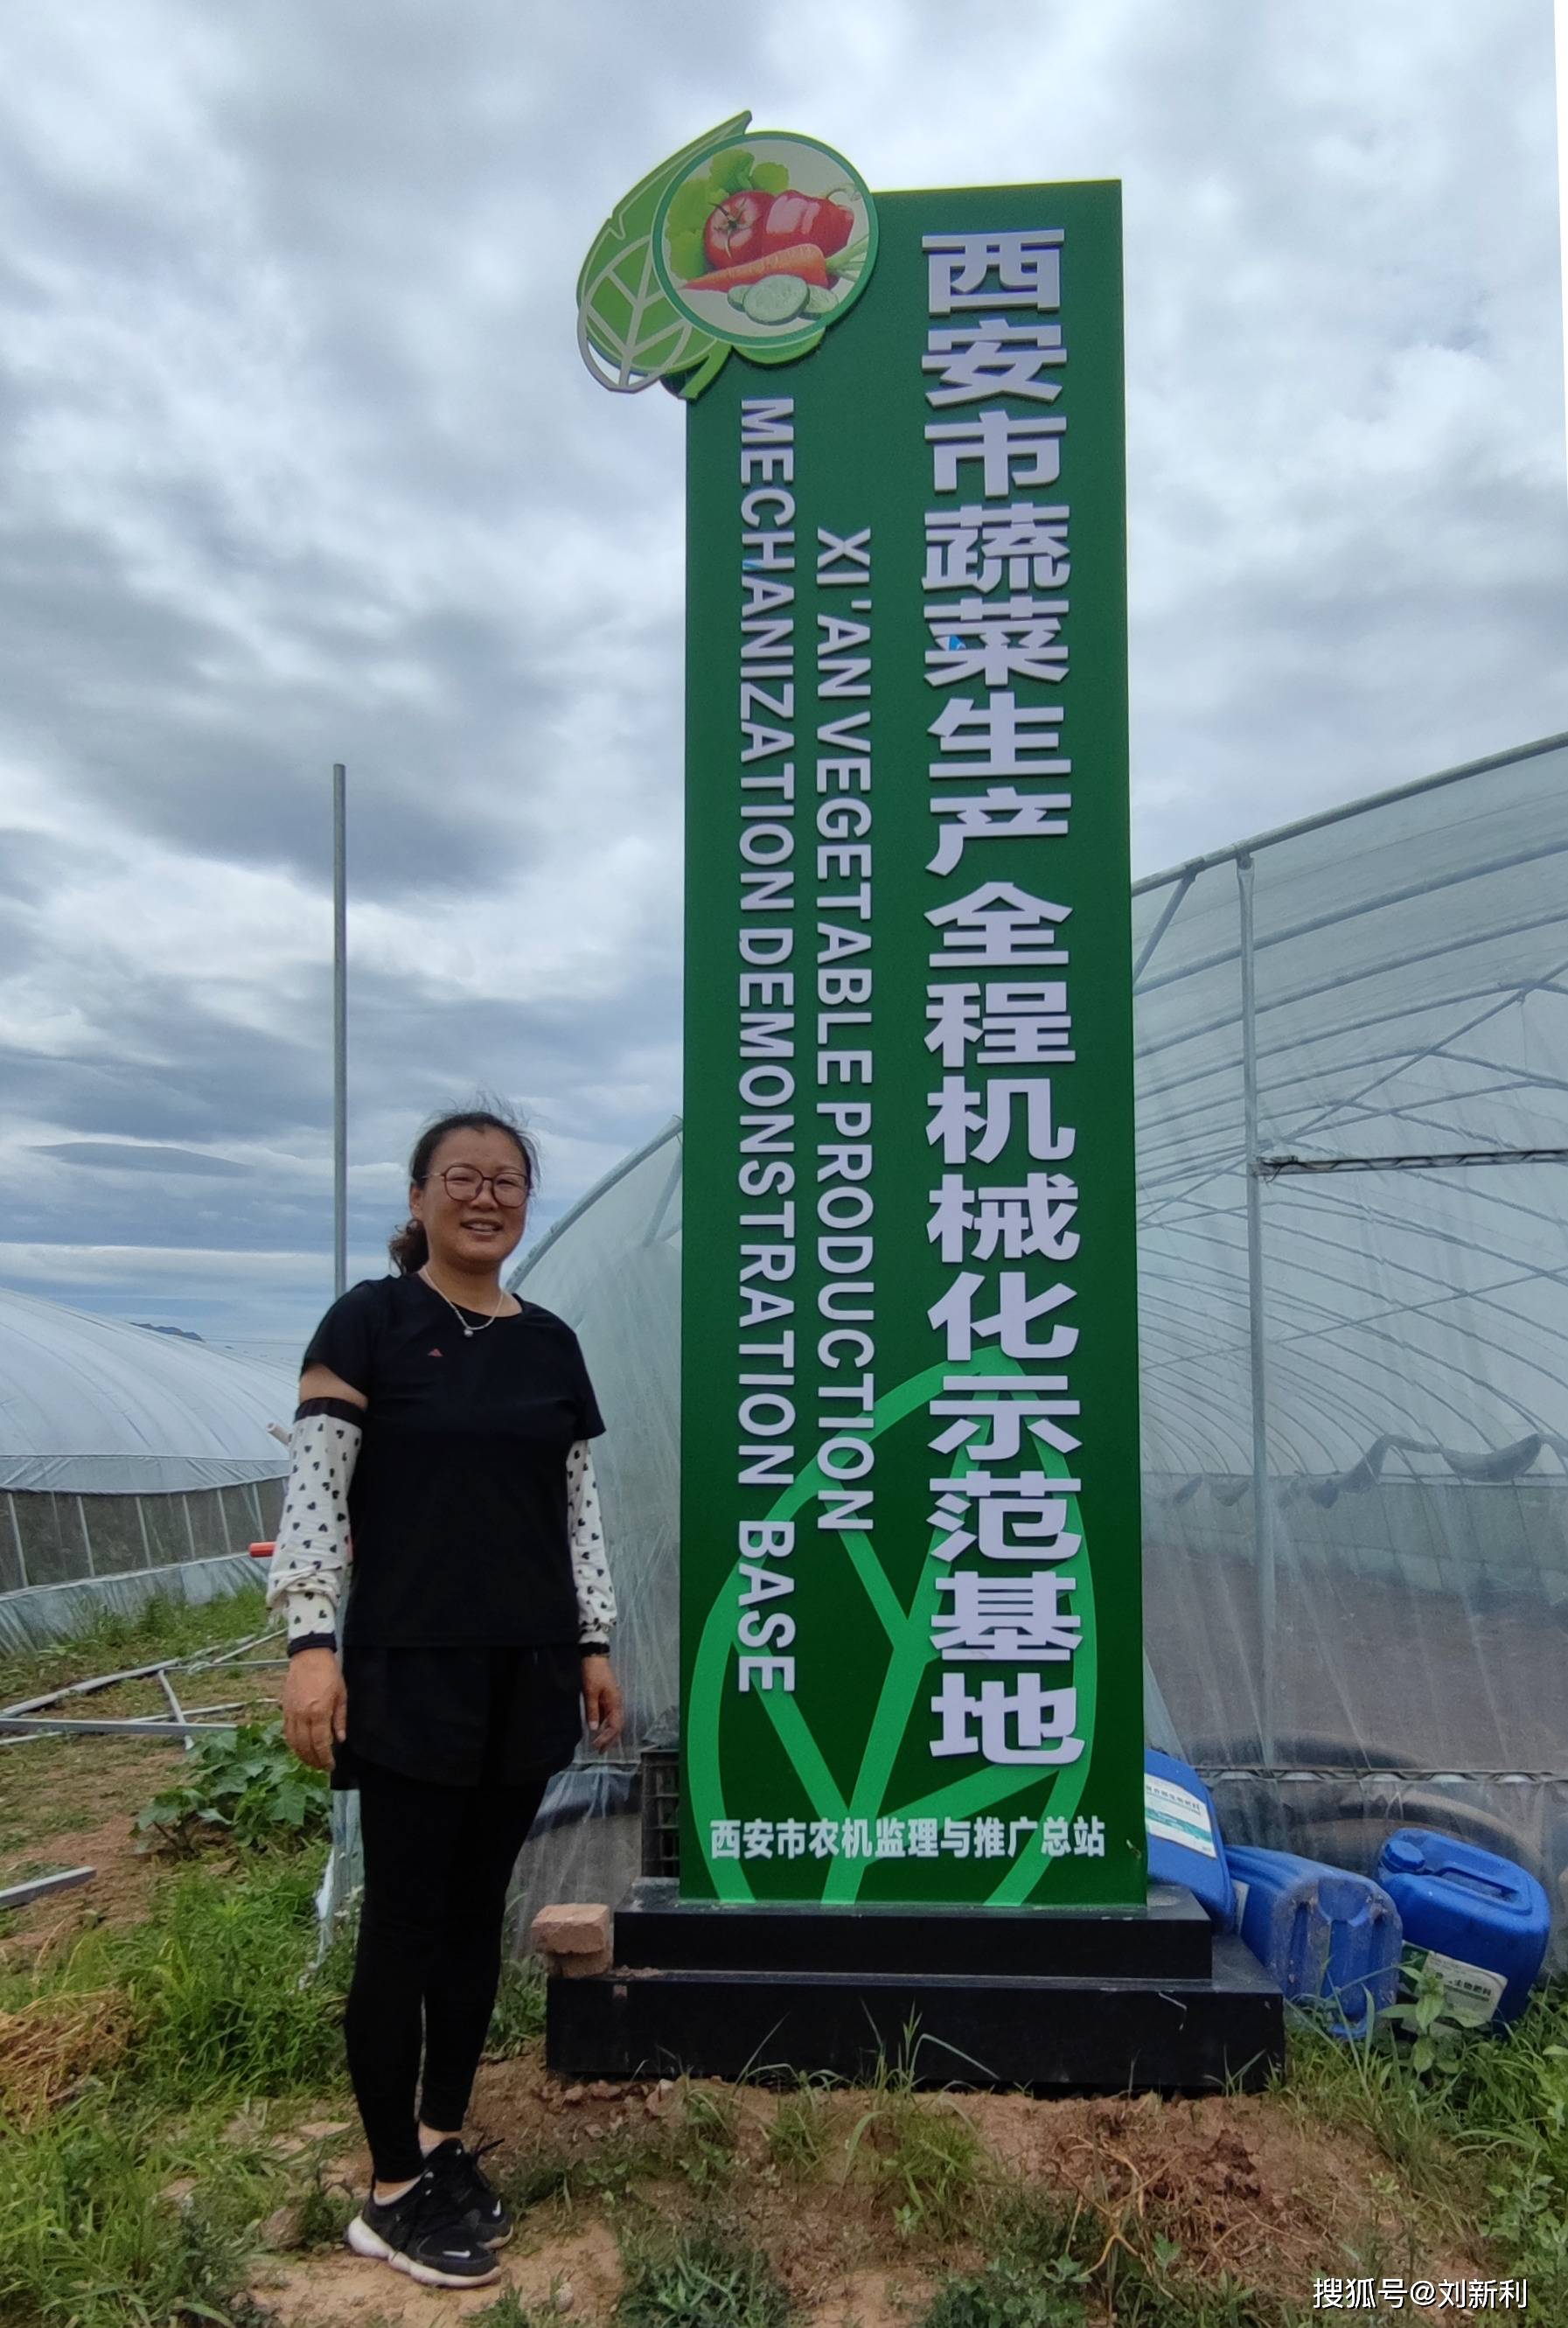 西安市蔬菜生产全程机械化示范基地
XI'AN VEGETABLE PRODUCTION
MECHANIZATION DEMONSTRATION BASE
西安市农机监理与推广总站
搜狐号@刘新利